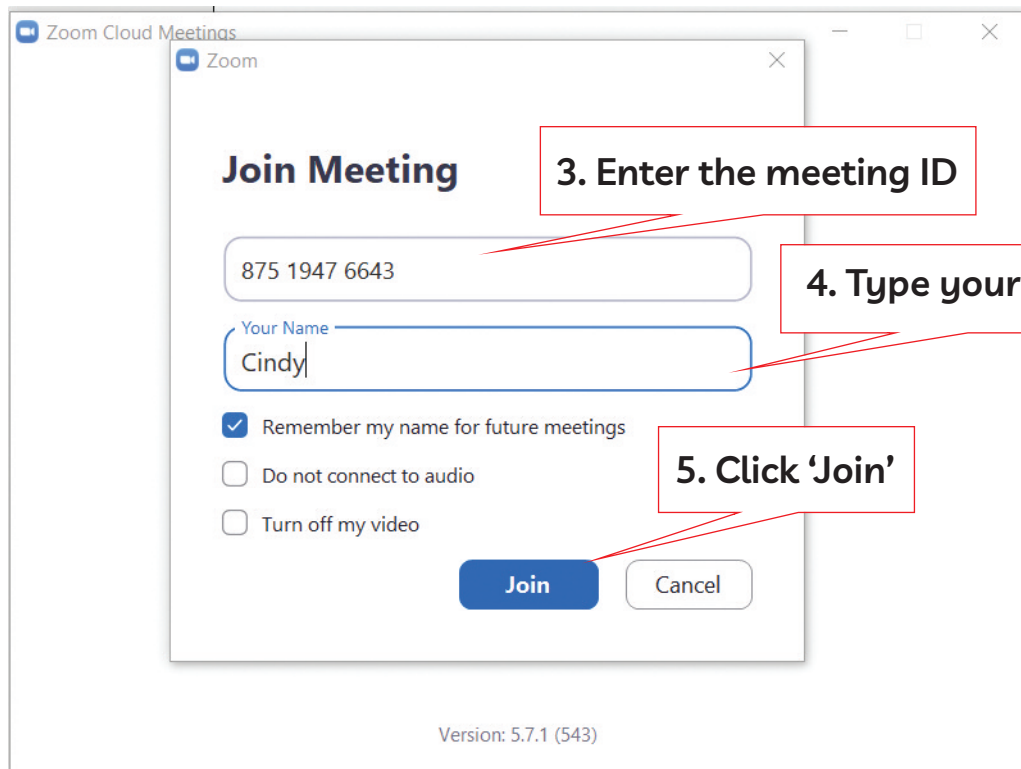 Zoom Cloud Meetings
Zoom
Join Meeting
3. Enter the meeting ID
875 1947 6643
4. Type your
Your Name
Cindy
Remember my name for future meetings
Do not connect to audio
5. Click ‘Join’
Turn off my video
Join
Cancel
Version: 5.7.1 (543)